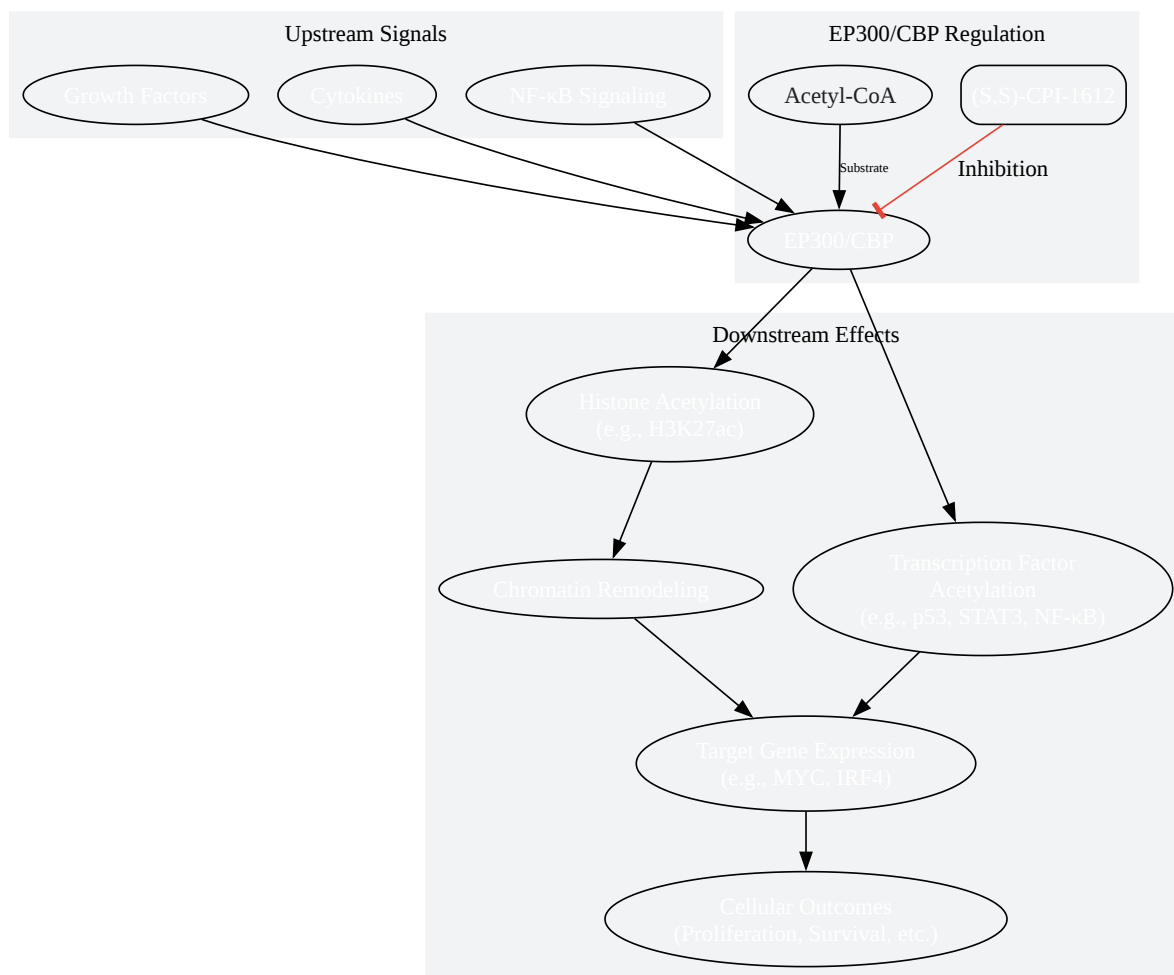 Upstream Signals
EP300/CBP Regulation
Growth Factors
Cytokines
NF-κB Signaling
Acetyl-CoA
(S,S)-CPI-1612
Substrate
Inhibition
EP300/CBP
Downstream Effects
Histone Acetylation
(e.g., H3K27ac)
Chromatin Remodeling
Transcription Factor
Acetylation
(e.g., p53, STAT3, NF-κB)
Target Gene Expression
(e.g., MYC, IRF4)
Cellular Outcomes
(Proliferation, Survival, etc.)